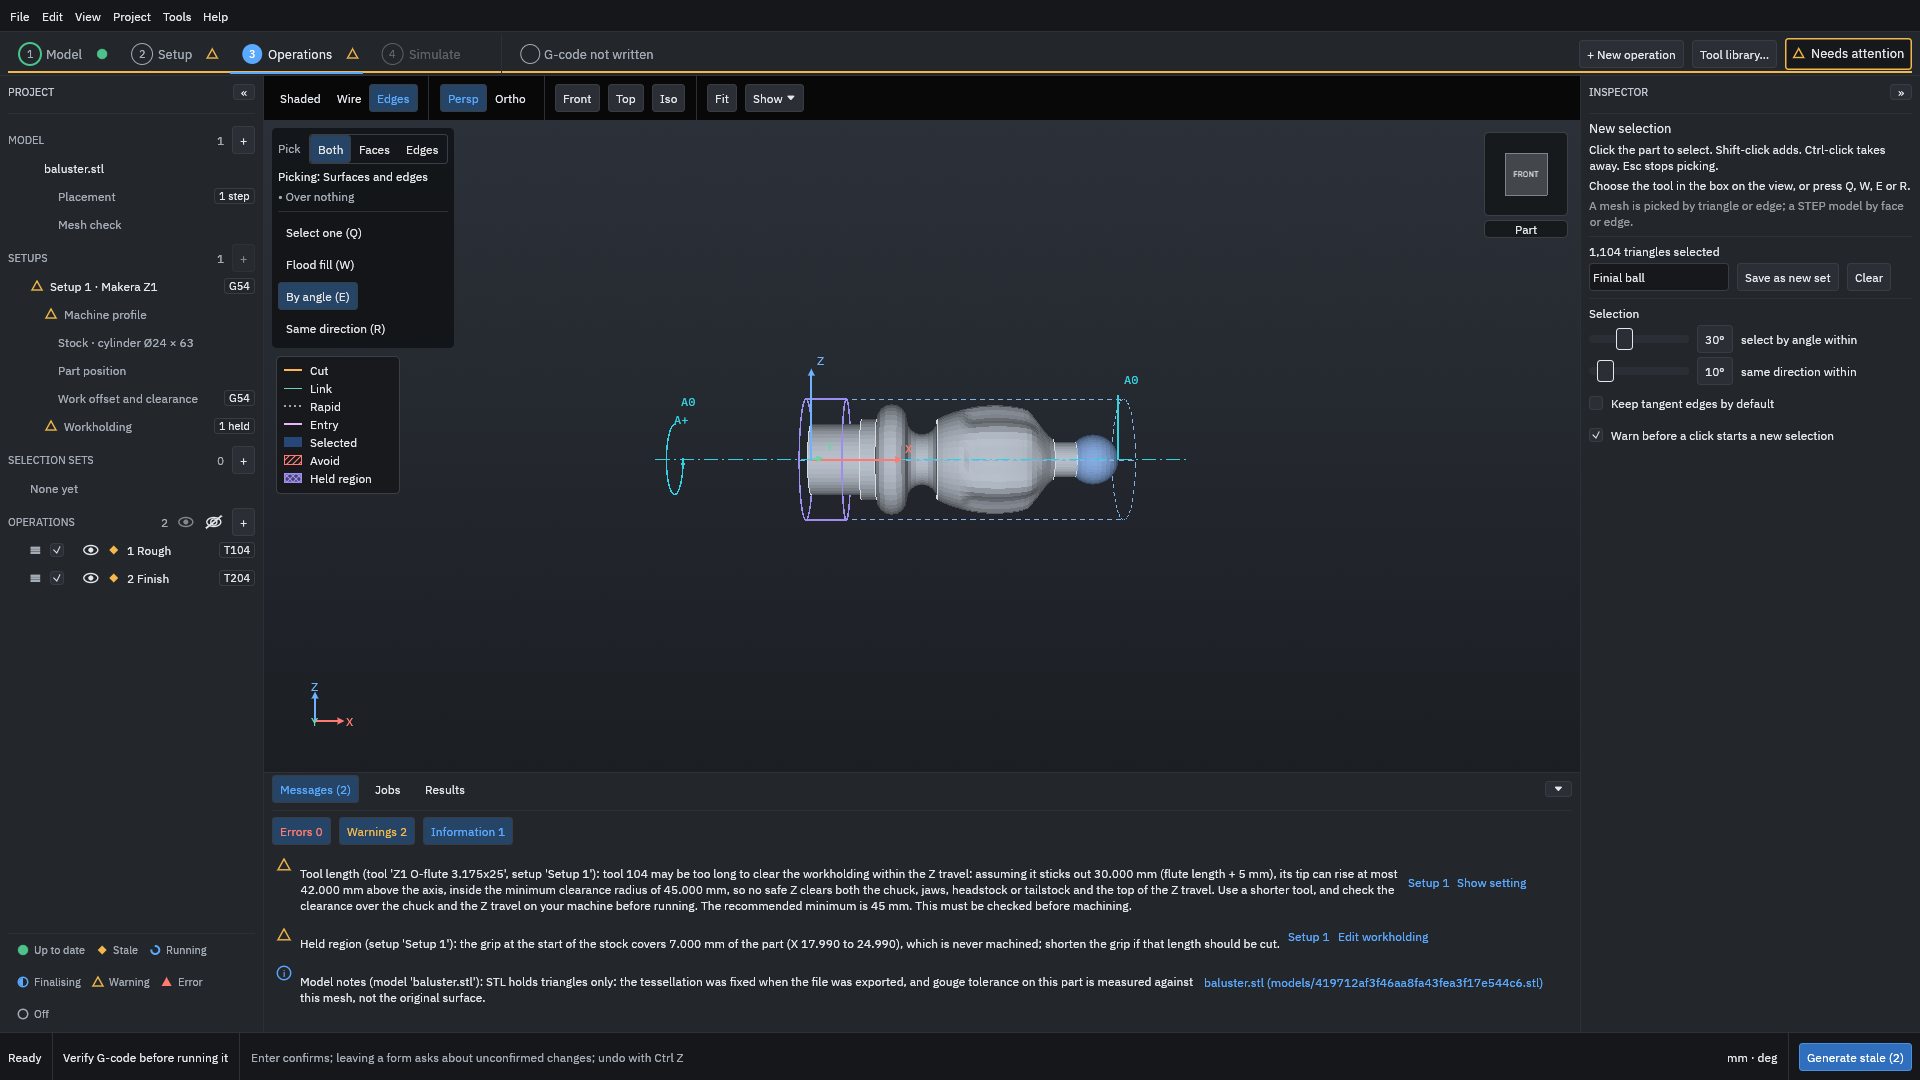 File Edit View Project Tools Help
1 Model 2 Setup 3 Operations 4 Simulate G-code not written + New operation Tool library... Needs attention
PROJECT «
Shaded Wire Edges Persp Ortho Front Top Iso Fit Show
INSPECTOR »
MODEL 1 +
baluster.stl
Placement 1 step
Mesh check
SETUPS 1 +
Setup 1 · Makera Z1 G54
Machine profile
Stock · cylinder Ø24 × 63
Part position
Work offset and clearance G54
Workholding 1 held
SELECTION SETS 0 +
None yet
OPERATIONS 2 +
1 Rough T104
2 Finish T204
Up to date Stale Running
Finalising Warning Error
Off
Pick Both Faces Edges
Picking: Surfaces and edges
• Over nothing
Select one (Q)
Flood fill (W)
By angle (E)
Same direction (R)
Cut
Link
Rapid
Entry
Selected
Avoid
Held region
A0
A+
Z
X
A0
Z
Y X
FRONT
Part
New selection
Click the part to select. Shift-click adds. Ctrl-click takes
away. Esc stops picking.
Choose the tool in the box on the view, or press Q, W, E or R.
A mesh is picked by triangle or edge; a STEP model by face
or edge.
1,104 triangles selected
Finial ball Save as new set Clear
Selection
30° select by angle within
10° same direction within
Keep tangent edges by default
Warn before a click starts a new selection
Messages (2) Jobs Results
Errors 0 Warnings 2 Information 1
Tool length (tool 'Z1 O-flute 3.175x25', setup 'Setup 1'): tool 104 may be too long to clear the workholding within the Z travel: assuming it sticks out 30.000 mm (flute length + 5 mm), its tip can rise at most
42.000 mm above the axis, inside the minimum clearance radius of 45.000 mm, so no safe Z clears both the chuck, jaws, headstock or tailstock and the top of the Z travel. Use a shorter tool, and check the
clearance over the chuck and the Z travel on your machine before running. The recommended minimum is 45 mm. This must be checked before machining.
Setup 1 Show setting
Held region (setup 'Setup 1'): the grip at the start of the stock covers 7.000 mm of the part (X 17.990 to 24.990), which is never machined; shorten the grip if that length should be cut. Setup 1 Edit workholding
Model notes (model 'baluster.stl'): STL holds triangles only: the tessellation was fixed when the file was exported, and gouge tolerance on this part is measured against
this mesh, not the original surface.
baluster.stl (models/419712af3f46aa8fa43fea3f17e544c6.stl)
Ready Verify G-code before running it Enter confirms; leaving a form asks about unconfirmed changes; undo with Ctrl Z mm · deg Generate stale (2)